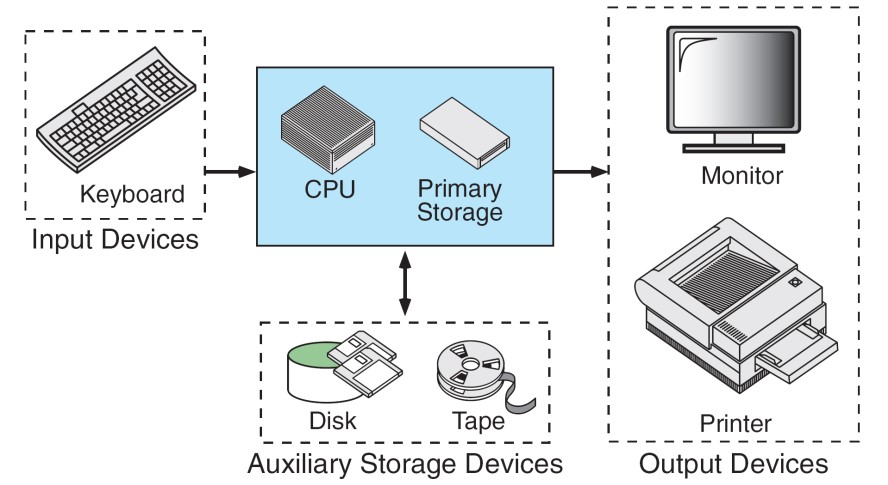 Keyboard
Input Devices
CPU
Primary
Storage
Disk
Tape
Auxiliary Storage Devices
Monitor
Printer
Output Devices